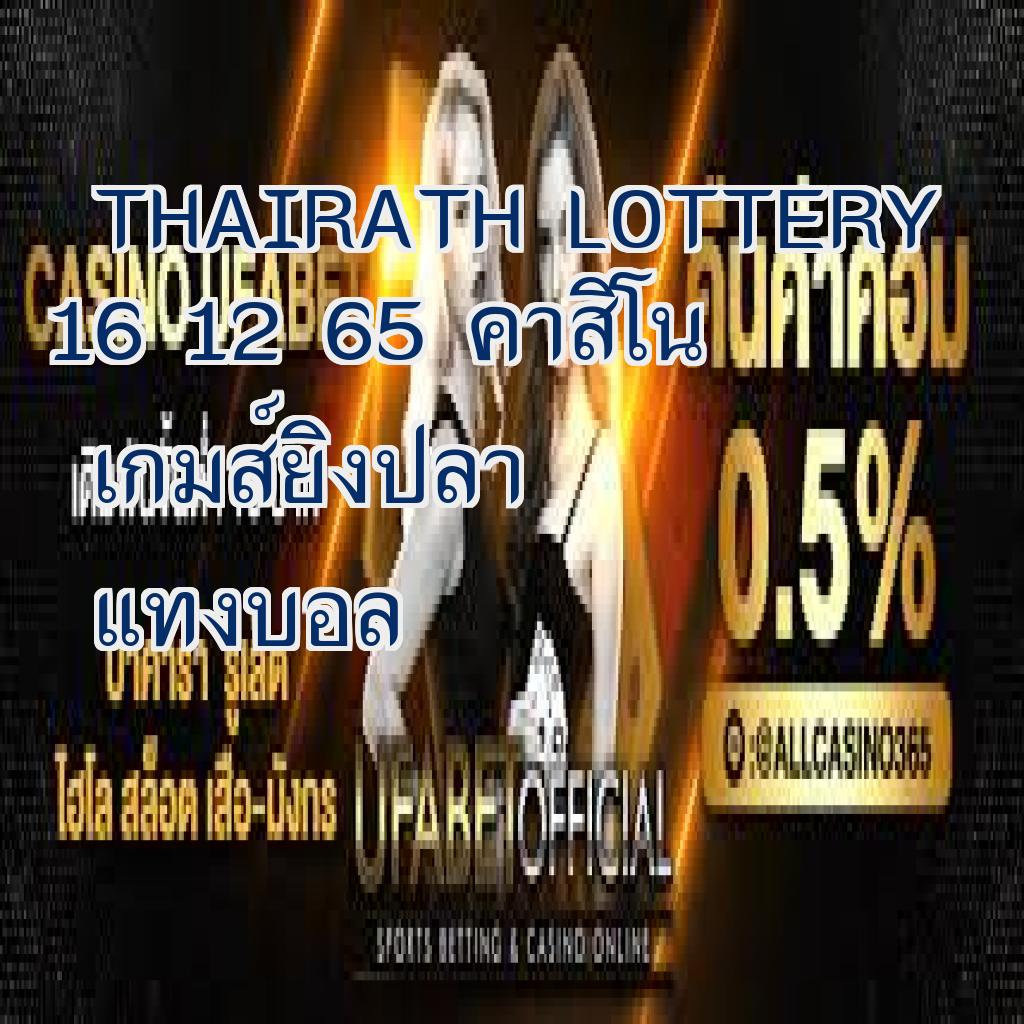 THAIRATH LOTTERY
16 12 65 คาสิโน
เกมส์ยิงปลา
แทงบอล
CASINO UFABET
คืนค่าคอม
0.5%
บาคาร่า รูเล็ต
ไฮโล สล็อต เสือ-มังกร
:@ALLCASINO365
UFABET OFFICIAL
SPORTS BETTING & CASINO ONLINE